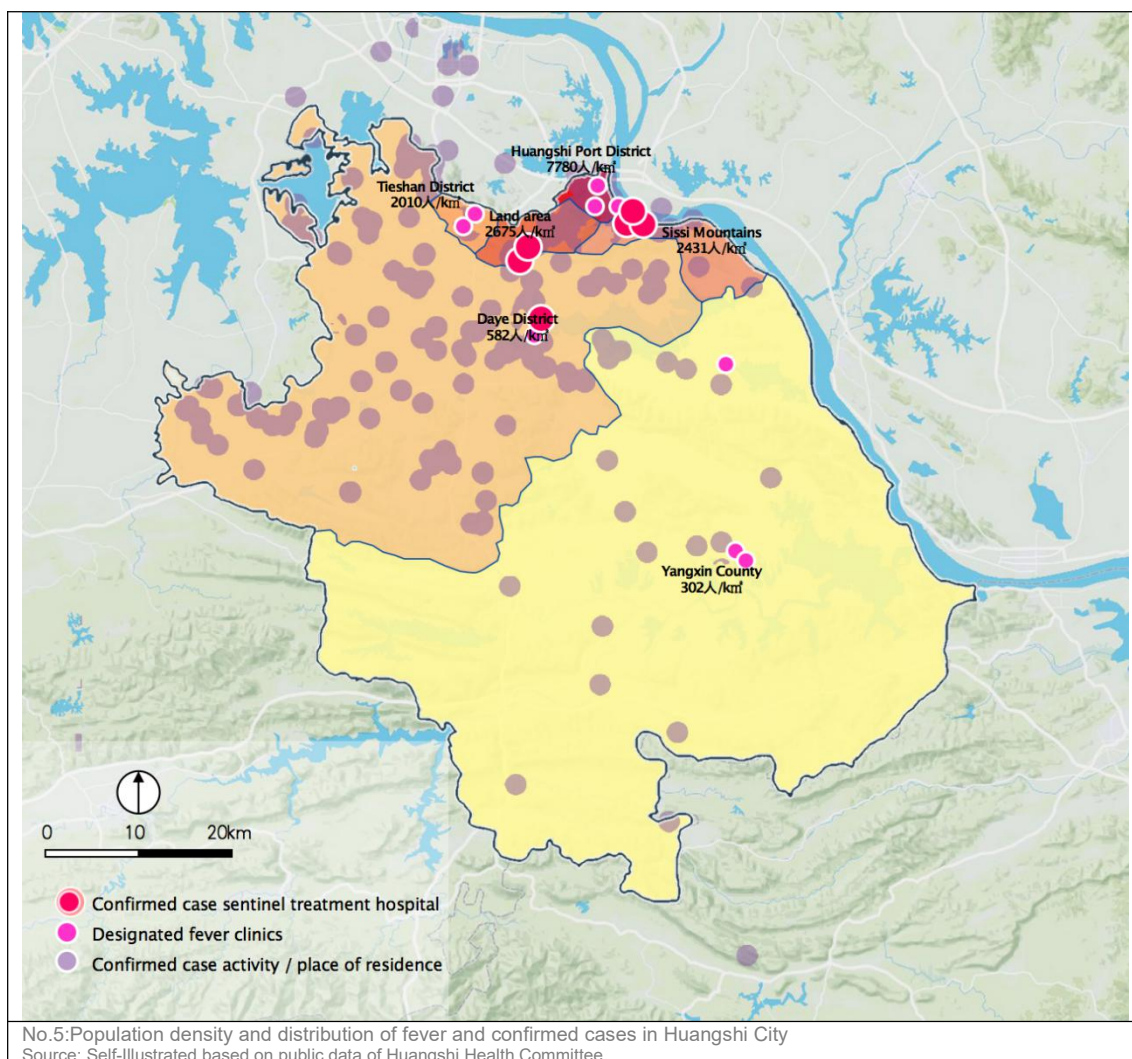 Huangshi Port District
7780人/k㎡
Tieshan District
2010人/k㎡
Land area
2675人/k㎡
Sissi Mountains
2431人/k㎡
Daye District
582人/k㎡
Yangxin County
302人/k㎡
0 10 20km
Confirmed case sentinel treatment hospital
Designated fever clinics
Confirmed case activity / place of residence
No.5:Population density and distribution of fever and confirmed cases in Huangshi City
Source: Self-Illustrated based on public data of Huangshi Health Committee